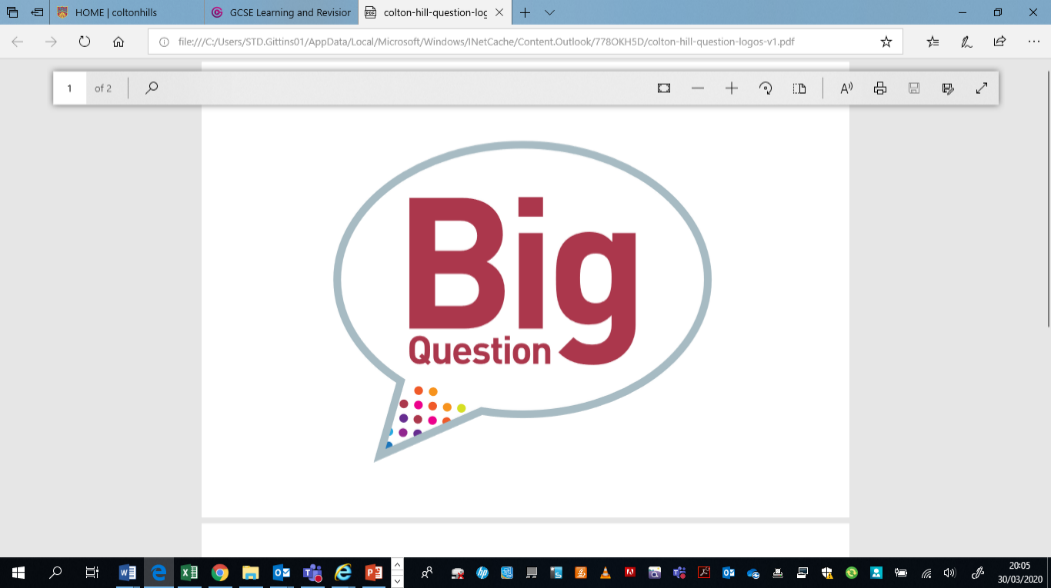 HOME | coltonhills
GCSE Learning and Revision
colton-hill-question-log
file:///C:/Users/STD.Gittins01/AppData/Local/Microsoft/Windows/INetCache/Content.Outlook/778OKH5D/colton-hill-question-logos-v1.pdf
1 of 2
Big
Question
20:05
30/03/2020